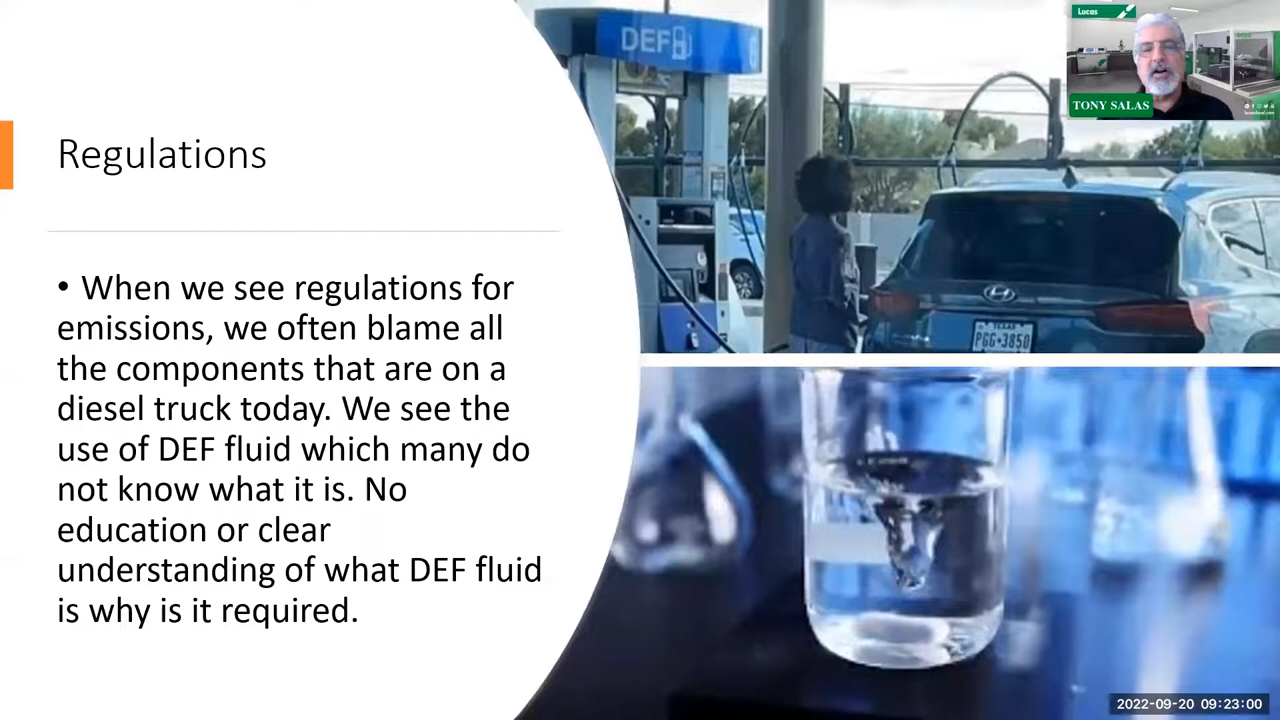 Regulations
• When we see regulations for
emissions, we often blame all
the components that are on a
diesel truck today. We see the
use of DEF fluid which many do
not know what it is. No
education or clear
understanding of what DEF fluid
is why is it required.
DEF
TEXAS
PGG★3850
Lucas
TONY SALAS
2022-09-20 09:23:00